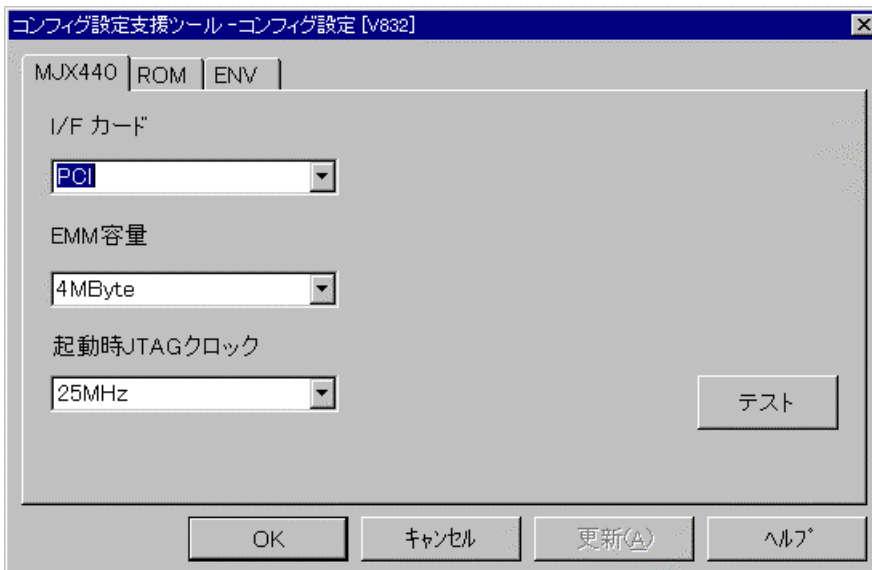 コンフィグ設定支援ツール -コンフィグ設定 [V832]
MJX440 ROM ENV
I/F カード
PCI
EMM容量
4MByte
起動時JTAGクロック
25MHz
テスト
OK キャンセル 更新(A) ヘルプ